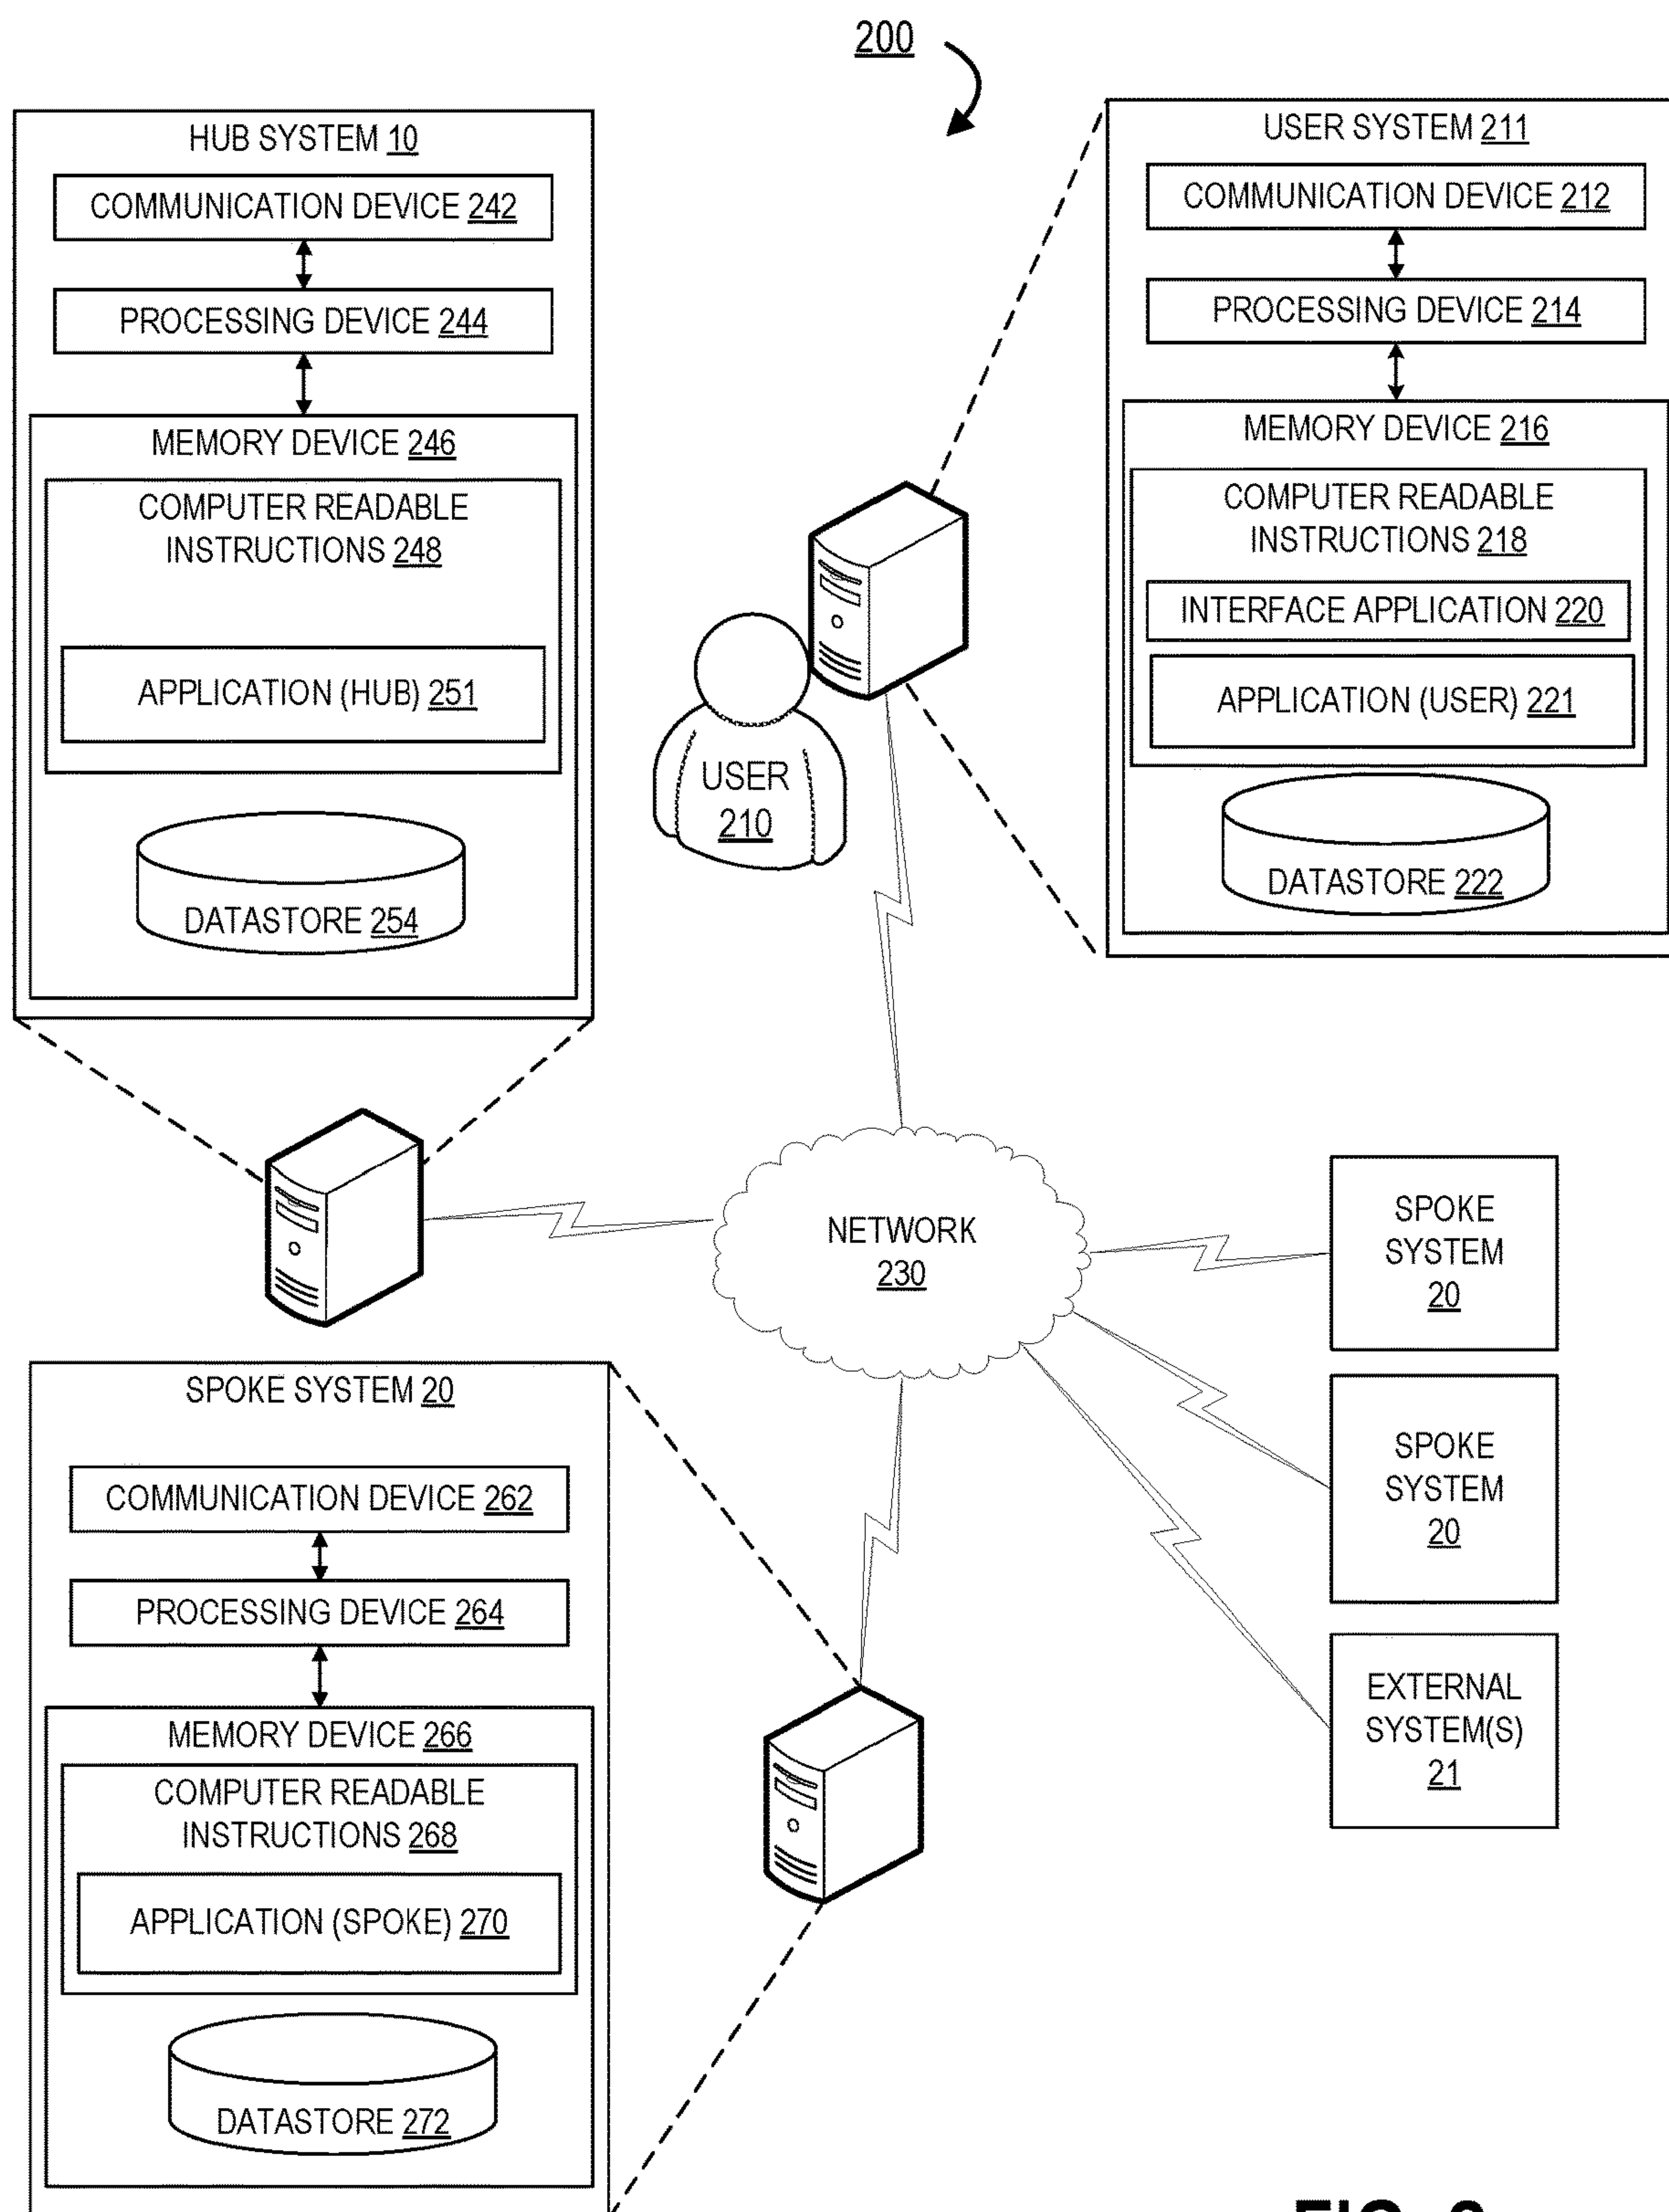 200
HUB SYSTEM 10
COMMUNICATION DEVICE 242
PROCESSING DEVICE 244
MEMORY DEVICE 246
COMPUTER READABLE
INSTRUCTIONS 248
APPLICATION (HUB) 251
DATASTORE 254
USER SYSTEM 211
COMMUNICATION DEVICE 212
PROCESSING DEVICE 214
MEMORY DEVICE 216
COMPUTER READABLE
INSTRUCTIONS 218
INTERFACE APPLICATION 220
APPLICATION (USER) 221
DATASTORE 222
USER
210
NETWORK
230
SPOKE
SYSTEM
20
SPOKE
SYSTEM
20
EXTERNAL
SYSTEM(S)
21
SPOKE SYSTEM 20
COMMUNICATION DEVICE 262
PROCESSING DEVICE 264
MEMORY DEVICE 266
COMPUTER READABLE
INSTRUCTIONS 268
APPLICATION (SPOKE) 270
DATASTORE 272
FIG.